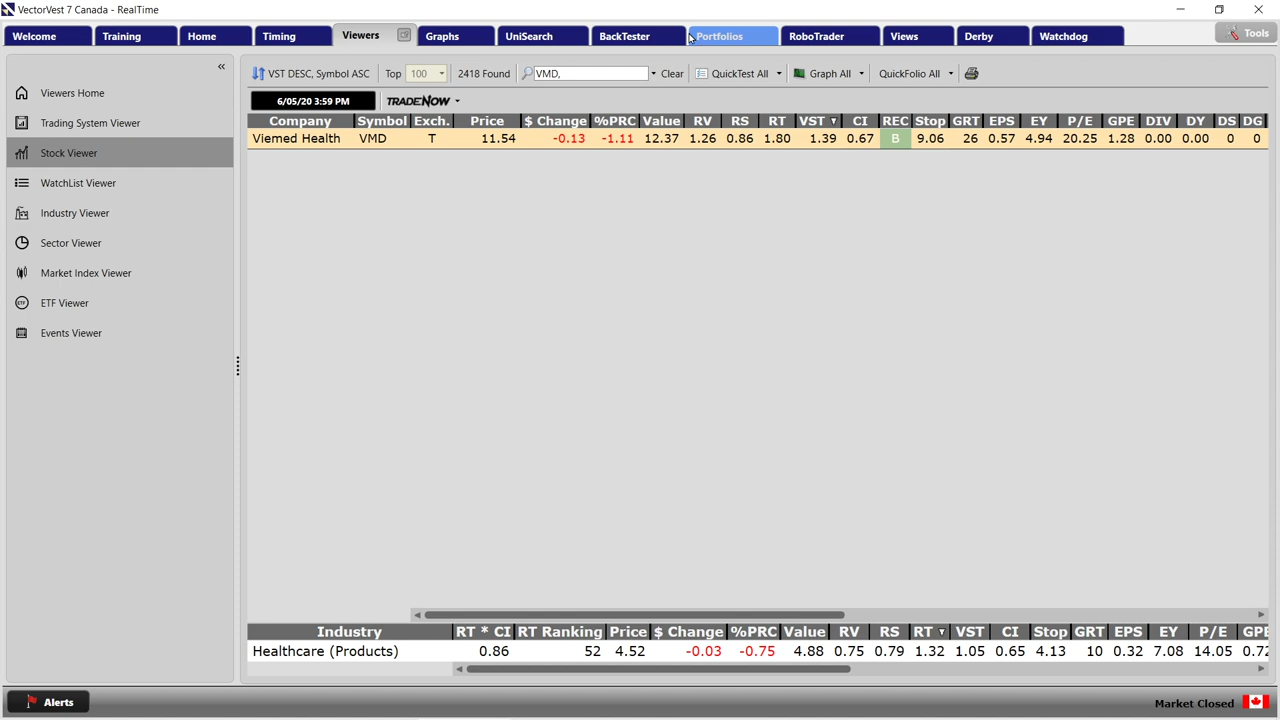 VectorVest 7 Canada - RealTime
Welcome Training Home Timing Viewers Graphs UniSearch BackTester Portfolios RoboTrader Views Derby Watchdog Tools
«
VST DESC, Symbol ASC Top 100 2418 Found VMD, Clear QuickTest All Graph All QuickFolio All
6/05/20 3:59 PM TRADENOW
Company Symbol Exch. Price $ Change %PRC Value RV RS RT VST CI REC Stop GRT EPS EY P/E GPE DIV DY DS DG
Viemed Health VMD T 11.54 -0.13 -1.11 12.37 1.26 0.86 1.80 1.39 0.67 B 9.06 26 0.57 4.94 20.25 1.28 0.00 0.00 0 0
Viewers Home
Trading System Viewer
Stock Viewer
WatchList Viewer
Industry Viewer
Sector Viewer
Market Index Viewer
ETF ETF Viewer
Events Viewer
Industry RT * CI RT Ranking Price $ Change %PRC Value RV RS RT VST CI Stop GRT EPS EY P/E GPE
Healthcare (Products) 0.86 52 4.52 -0.03 -0.75 4.88 0.75 0.79 1.32 1.05 0.65 4.13 10 0.32 7.08 14.05 0.72
Alerts Market Closed